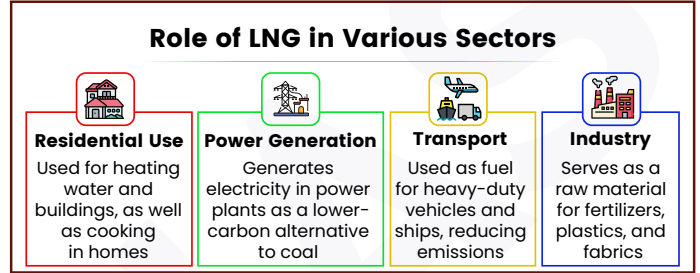 Role of LNG in Various Sectors
Residential Use
Used for heating
water and
buildings, as well
as cooking
in homes
Power Generation
Generates
electricity in power
plants as a lower-
carbon alternative
to coal
Transport
Used as fuel
for heavy-duty
vehicles and
ships, reducing
emissions
Industry
Serves as a
raw material
for fertilizers,
plastics, and
fabrics